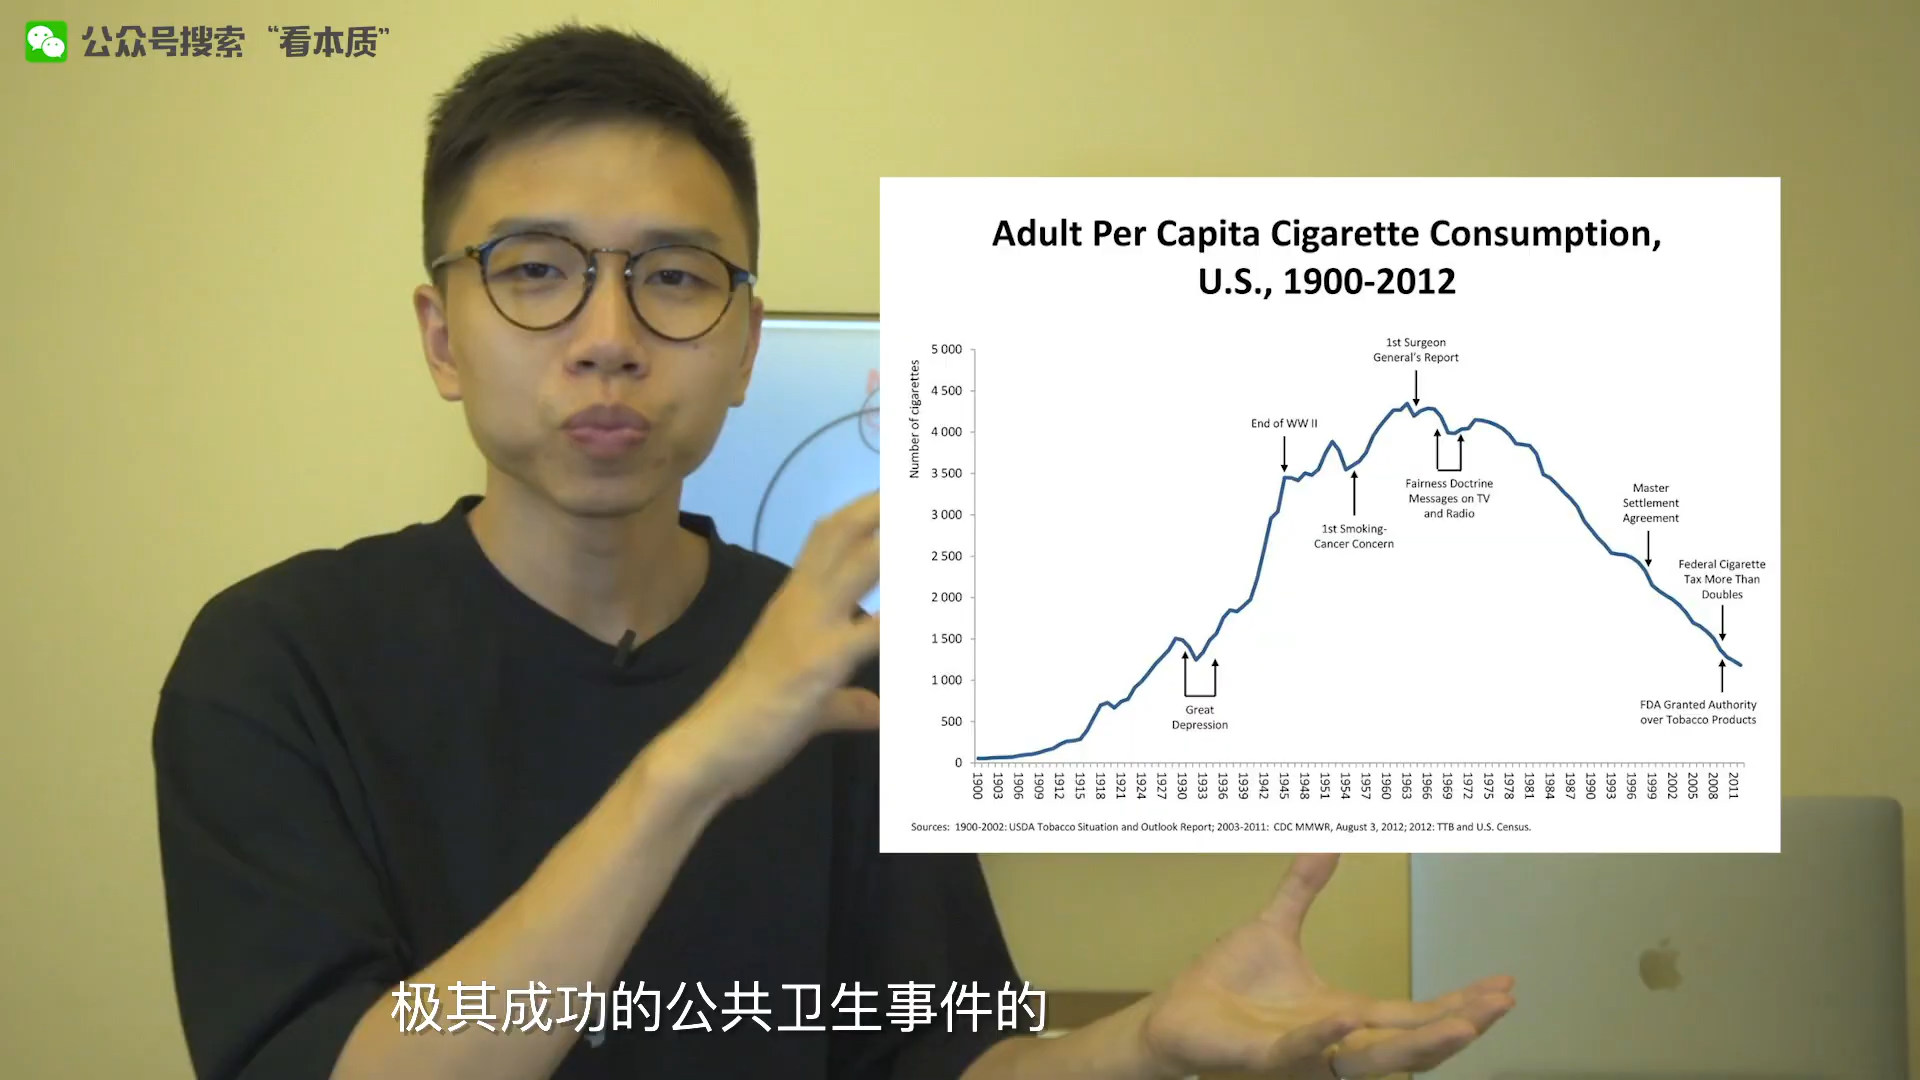 公众号搜索“看本质”
Adult Per Capita Cigarette Consumption,
U.S., 1900-2012
Number of cigarettes
5 000
4 500
4 000
3 500
3 000
2 500
2 000
1 500
1 000
500
0
1st Surgeon
General's Report
End of WW II
1st Smoking-
Cancer Concern
Fairness Doctrine
Messages on TV
and Radio
Master
Settlement
Agreement
Federal Cigarette
Tax More Than
Doubles
Great
Depression
FDA Granted Authority
over Tobacco Products
1900 1903 1906 1909 1912 1915 1918 1921 1924 1927 1930 1933 1936 1939 1942 1945 1948 1951 1954 1957 1960 1963 1966 1969 1972 1975 1978 1981 1984 1987 1990 1993 1996 1999 2002 2005 2008 2011
Sources: 1900-2002: USDA Tobacco Situation and Outlook Report; 2003-2011: CDC MMWR, August 3, 2012; 2012: TTB and U.S. Census.
极其成功的公共卫生事件的